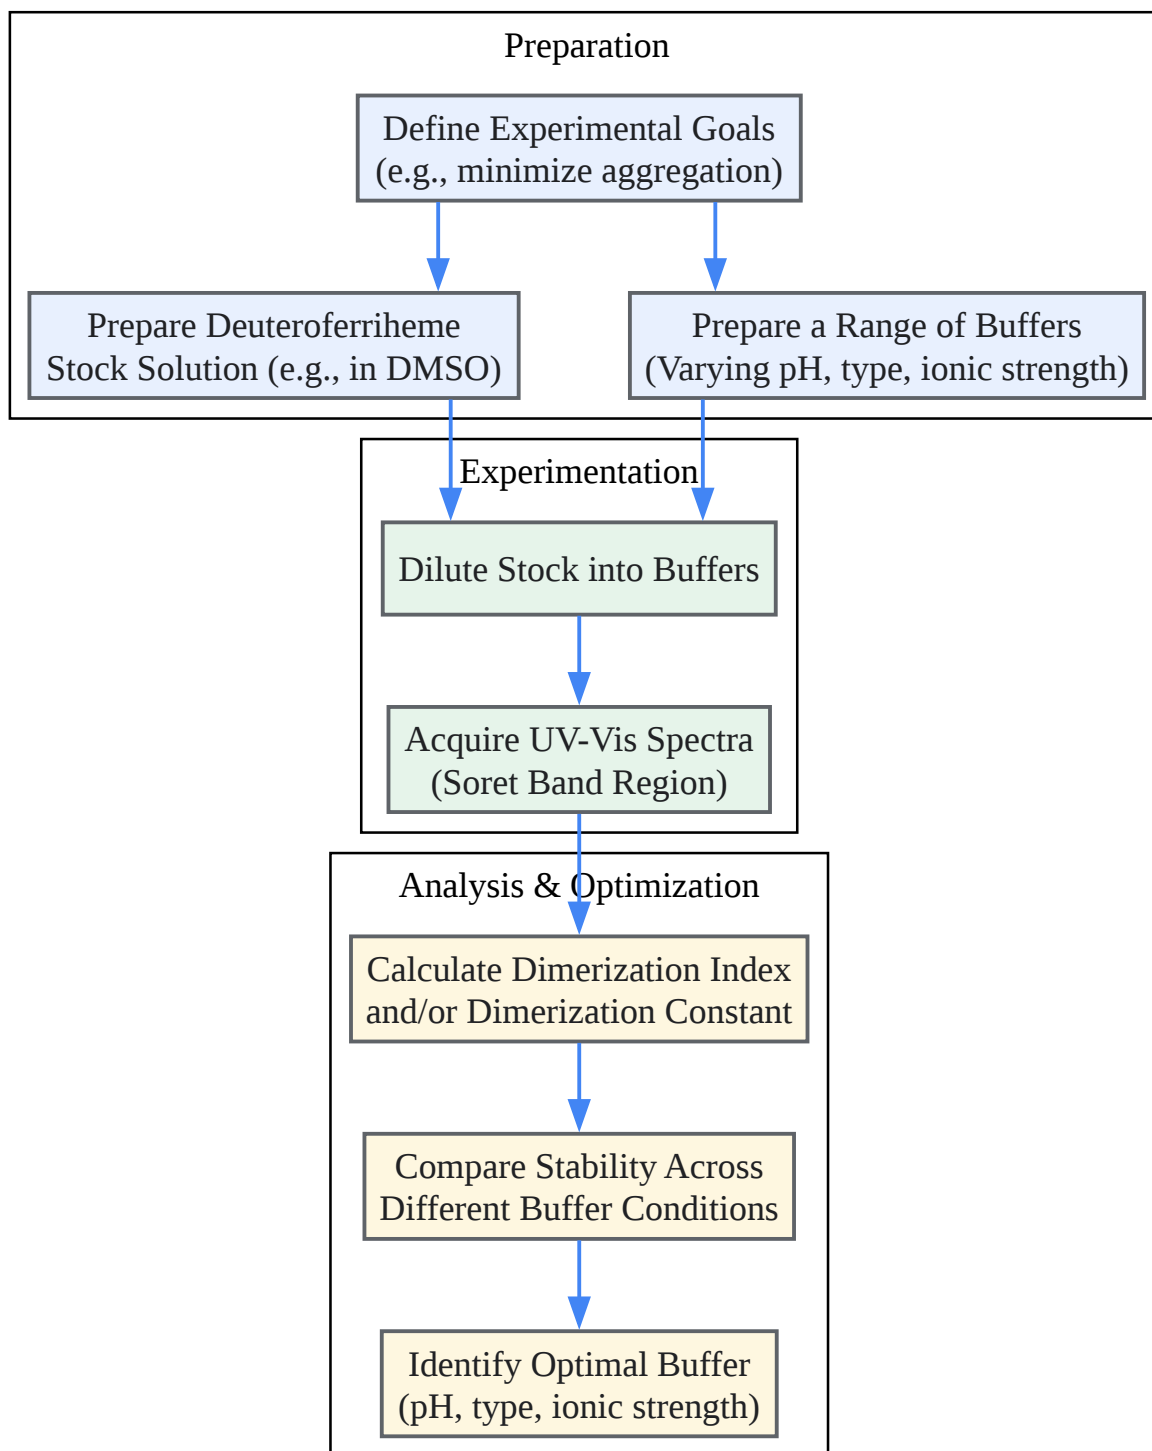 Preparation
Define Experimental Goals
(e.g., minimize aggregation)
Prepare Deuteroferriheme
Stock Solution (e.g., in DMSO)
Prepare a Range of Buffers
(Varying pH, type, ionic strength)
Experimentation
Dilute Stock into Buffers
Acquire UV-Vis Spectra
(Soret Band Region)
Analysis & Optimization
Calculate Dimerization Index
and/or Dimerization Constant
Compare Stability Across
Different Buffer Conditions
Identify Optimal Buffer
(pH, type, ionic strength)